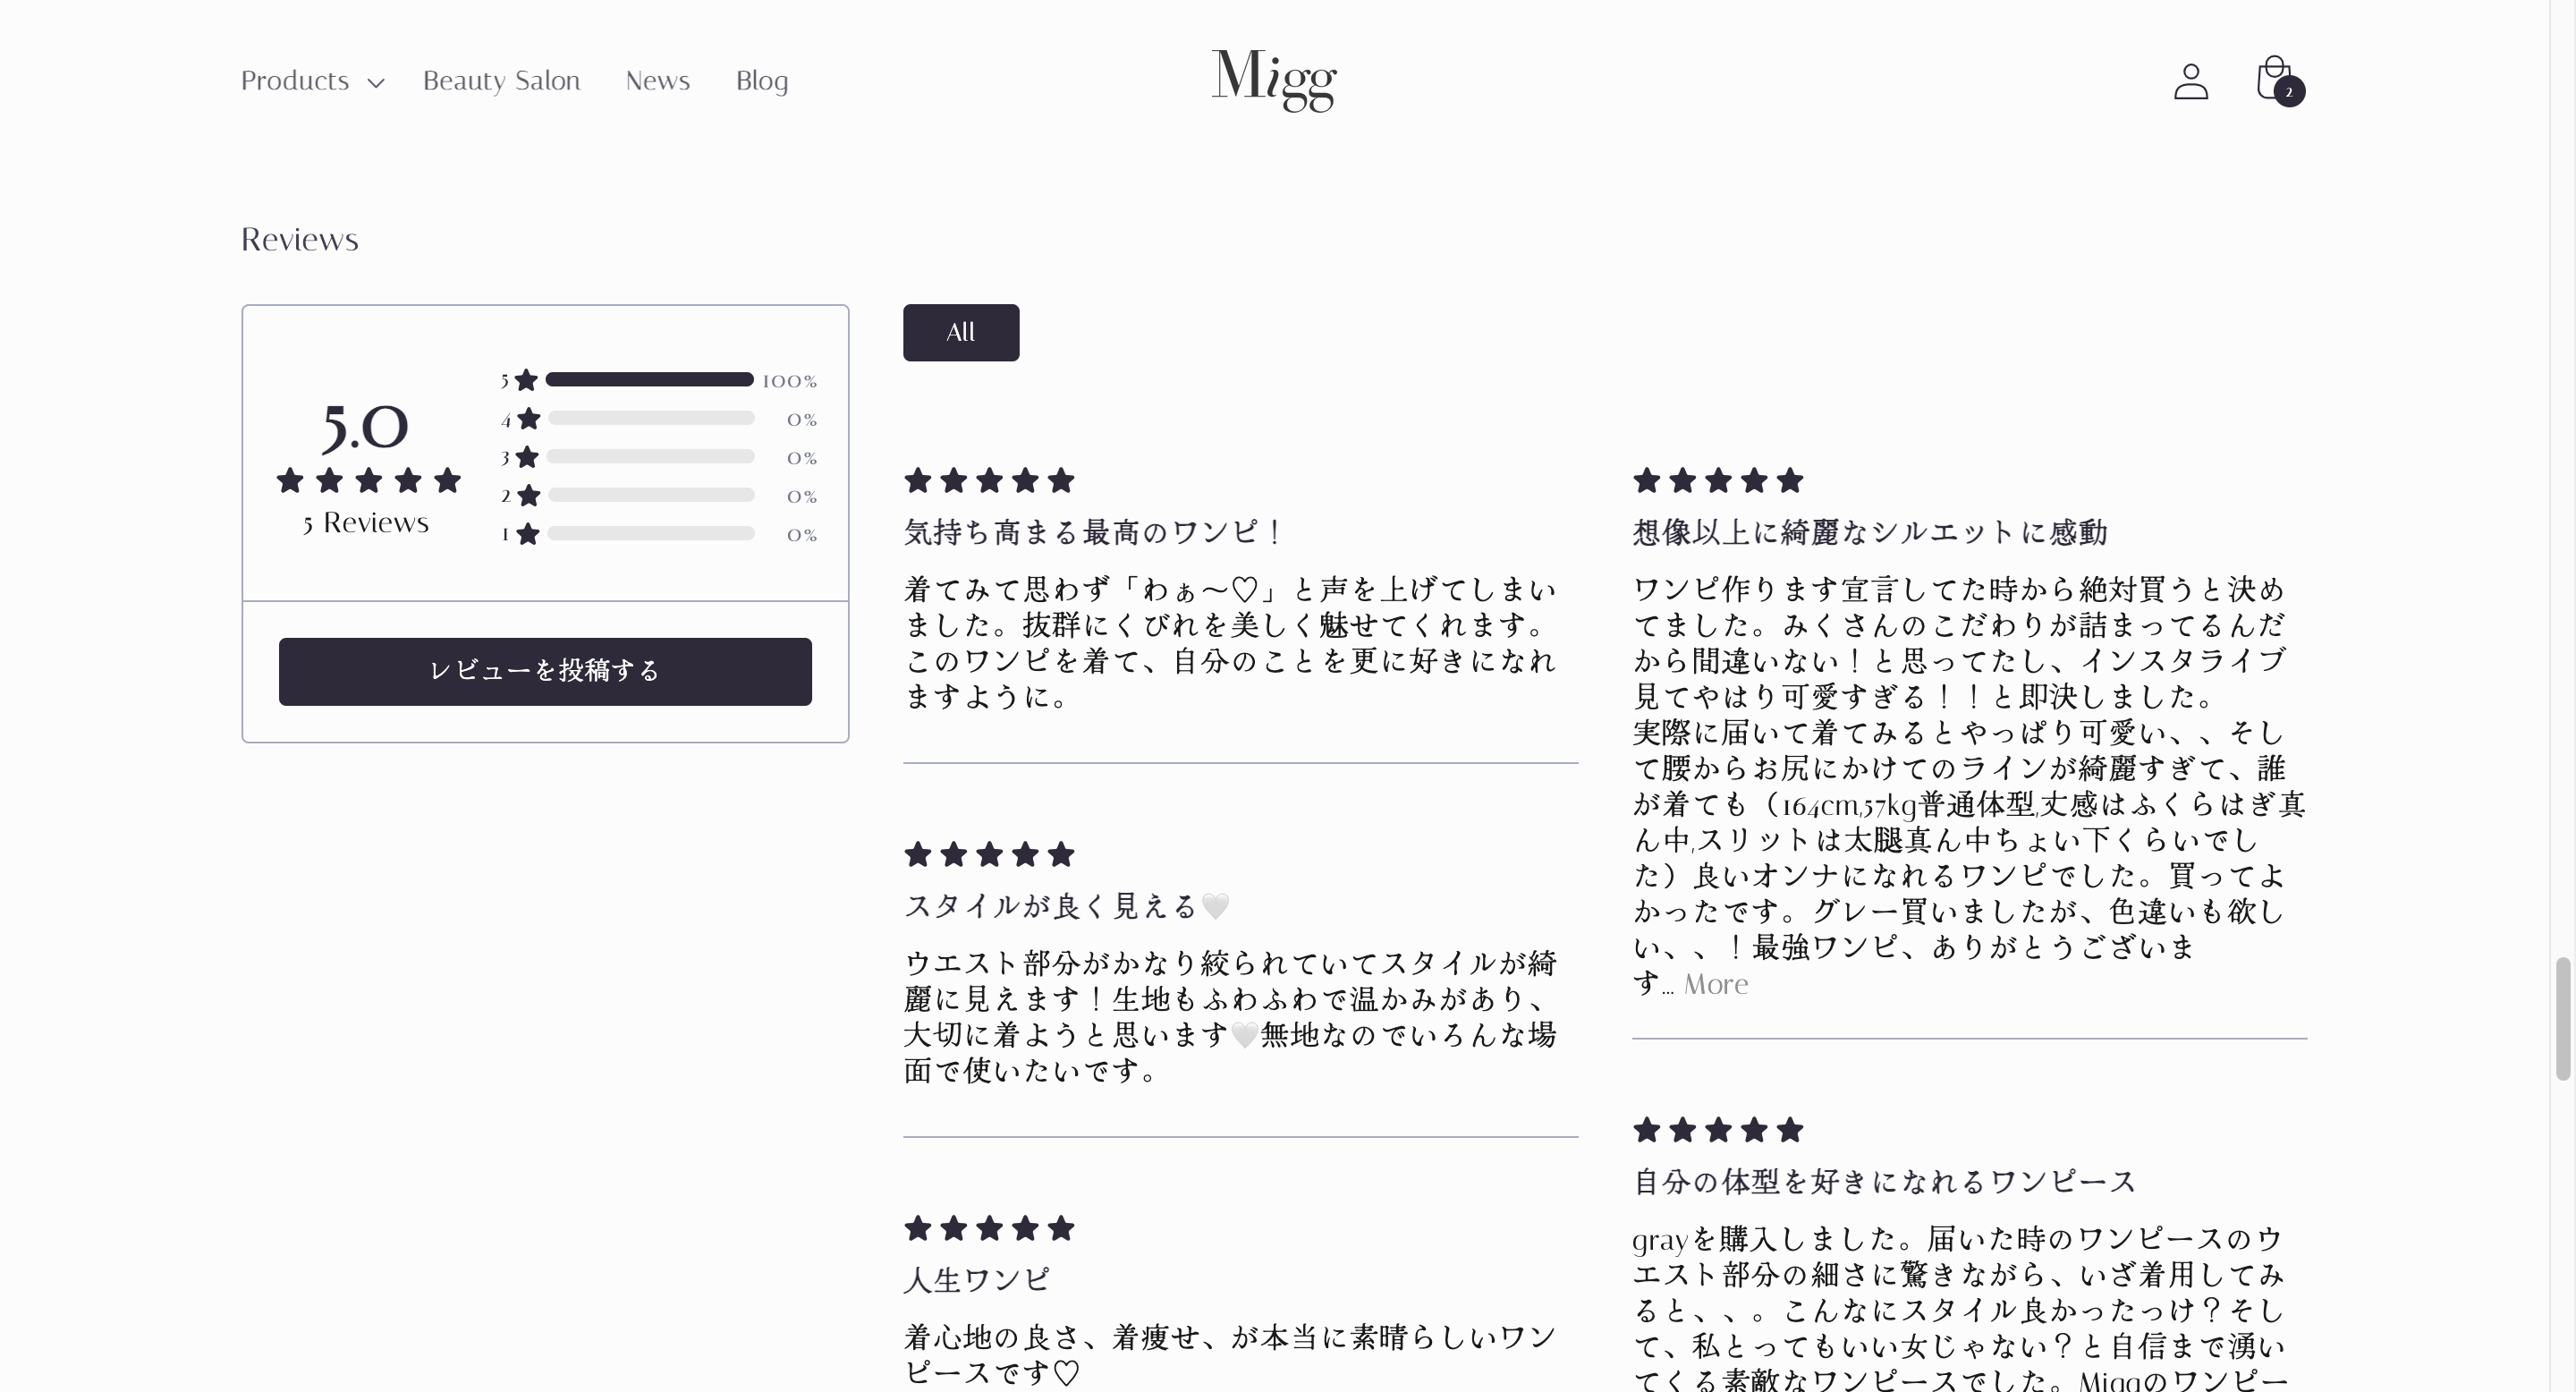 Products
Beauty Salon
News
Blog
Migg
2
Reviews
5.0
5 Reviews
5 ★ 100%
4 ★ 0%
3 ★ 0%
2 ★ 0%
1 ★ 0%
レビューを投稿する
All
★★★★★
気持ち高まる最高のワンピ！
着てみて思わず「わぁ〜♡」と声を上げてしまい
ました。抜群にくびれを美しく魅せてくれます。
このワンピを着て、自分のことを更に好きになれ
ますように。
★★★★★
スタイルが良く見える🤍
ウエスト部分がかなり絞られていてスタイルが綺
麗に見えます！生地もふわふわで温かみがあり、
大切に着ようと思います🤍無地なのでいろんな場
面で使いたいです。
★★★★★
人生ワンピ
着心地の良さ、着痩せ、が本当に素晴らしいワン
ピースです♡
★★★★★
想像以上に綺麗なシルエットに感動
ワンピ作ります宣言してた時から絶対買うと決め
てました。みくさんのこだわりが詰まってるんだ
から間違いない！と思ってたし、インスタライブ
見てやはり可愛すぎる！！と即決しました。
実際に届いて着てみるとやっぱり可愛い、、そし
て腰からお尻にかけてのラインが綺麗すぎて、誰
が着ても（164cm,57kg普通体型,丈感はふくらはぎ真
ん中,スリットは太腿真ん中ちょい下くらいでし
た）良いオンナになれるワンピでした。買ってよ
かったです。グレー買いましたが、色違いも欲し
い、、！最強ワンピ、ありがとうございま
す... More
★★★★★
自分の体型を好きになれるワンピース
grayを購入しました。届いた時のワンピースのウ
エスト部分の細さに驚きながら、いざ着用してみ
ると、、。こんなにスタイル良かったっけ？そし
て、私とってもいい女じゃない？と自信まで湧い
てくる素敵なワンピースでした。Miggのワンピー